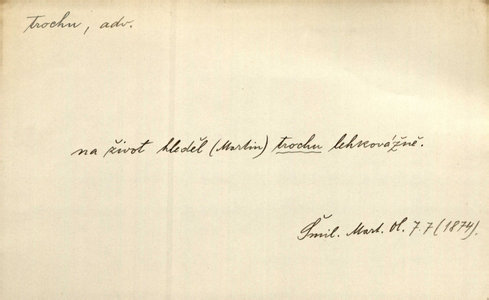 trochu, adv.
na život hleděl (Martin) trochu lehkovážně.
Šmil. Mart. Ol. 77 (1874).